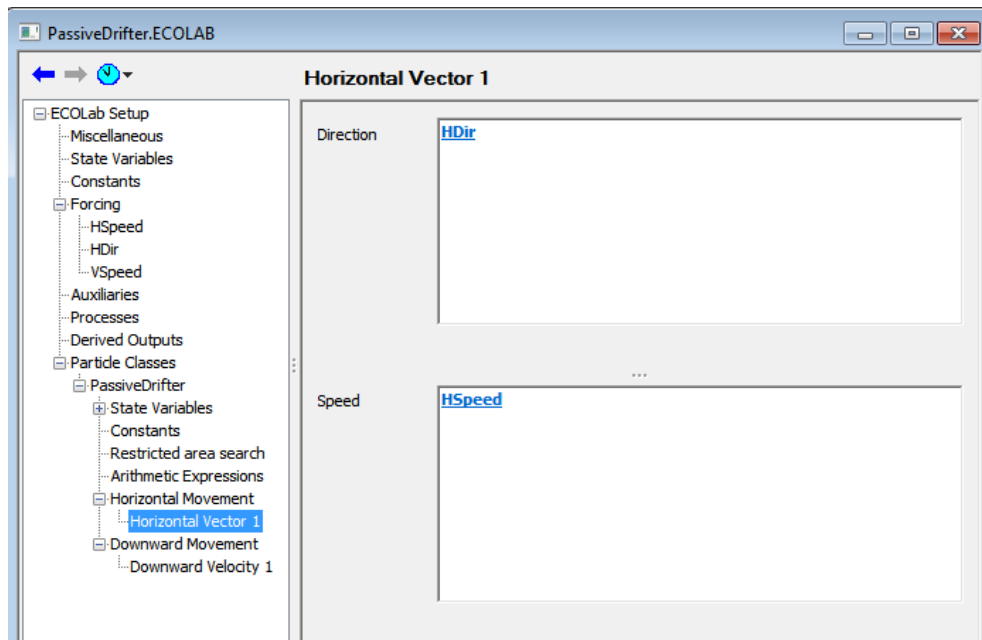 PassiveDrifter.ECOLAB
Horizontal Vector 1
ECOLab Setup
Miscellaneous
State Variables
Constants
Forcing
HSpeed
HDir
VSpeed
Auxiliaries
Processes
Derived Outputs
Particle Classes
PassiveDrifter
State Variables
Constants
Restricted area search
Arithmetic Expressions
Horizontal Movement
Horizontal Vector 1
Downward Movement
Downward Velocity 1
Direction
HDir
Speed
HSpeed